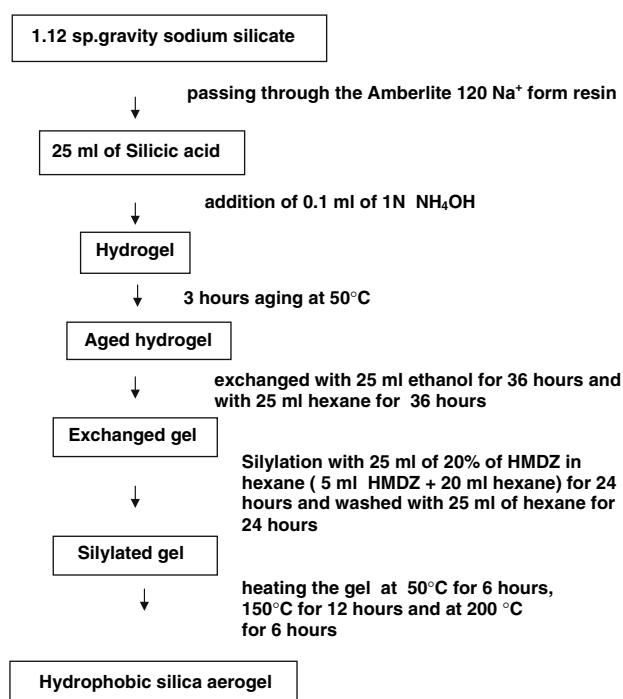 1.12 sp.gravity sodium silicate
passing through the Amberlite 120 Na⁺ form resin
25 ml of Silicic acid
addition of 0.1 ml of 1N NH₄OH
Hydrogel
3 hours aging at 50°C
Aged hydrogel
exchanged with 25 ml ethanol for 36 hours and
with 25 ml hexane for 36 hours
Exchanged gel
Silylation with 25 ml of 20% of HMDZ in
hexane ( 5 ml HMDZ + 20 ml hexane) for 24
hours and washed with 25 ml of hexane for
24 hours
Silylated gel
heating the gel at 50°C for 6 hours,
150°C for 12 hours and at 200 °C
for 6 hours
Hydrophobic silica aerogel